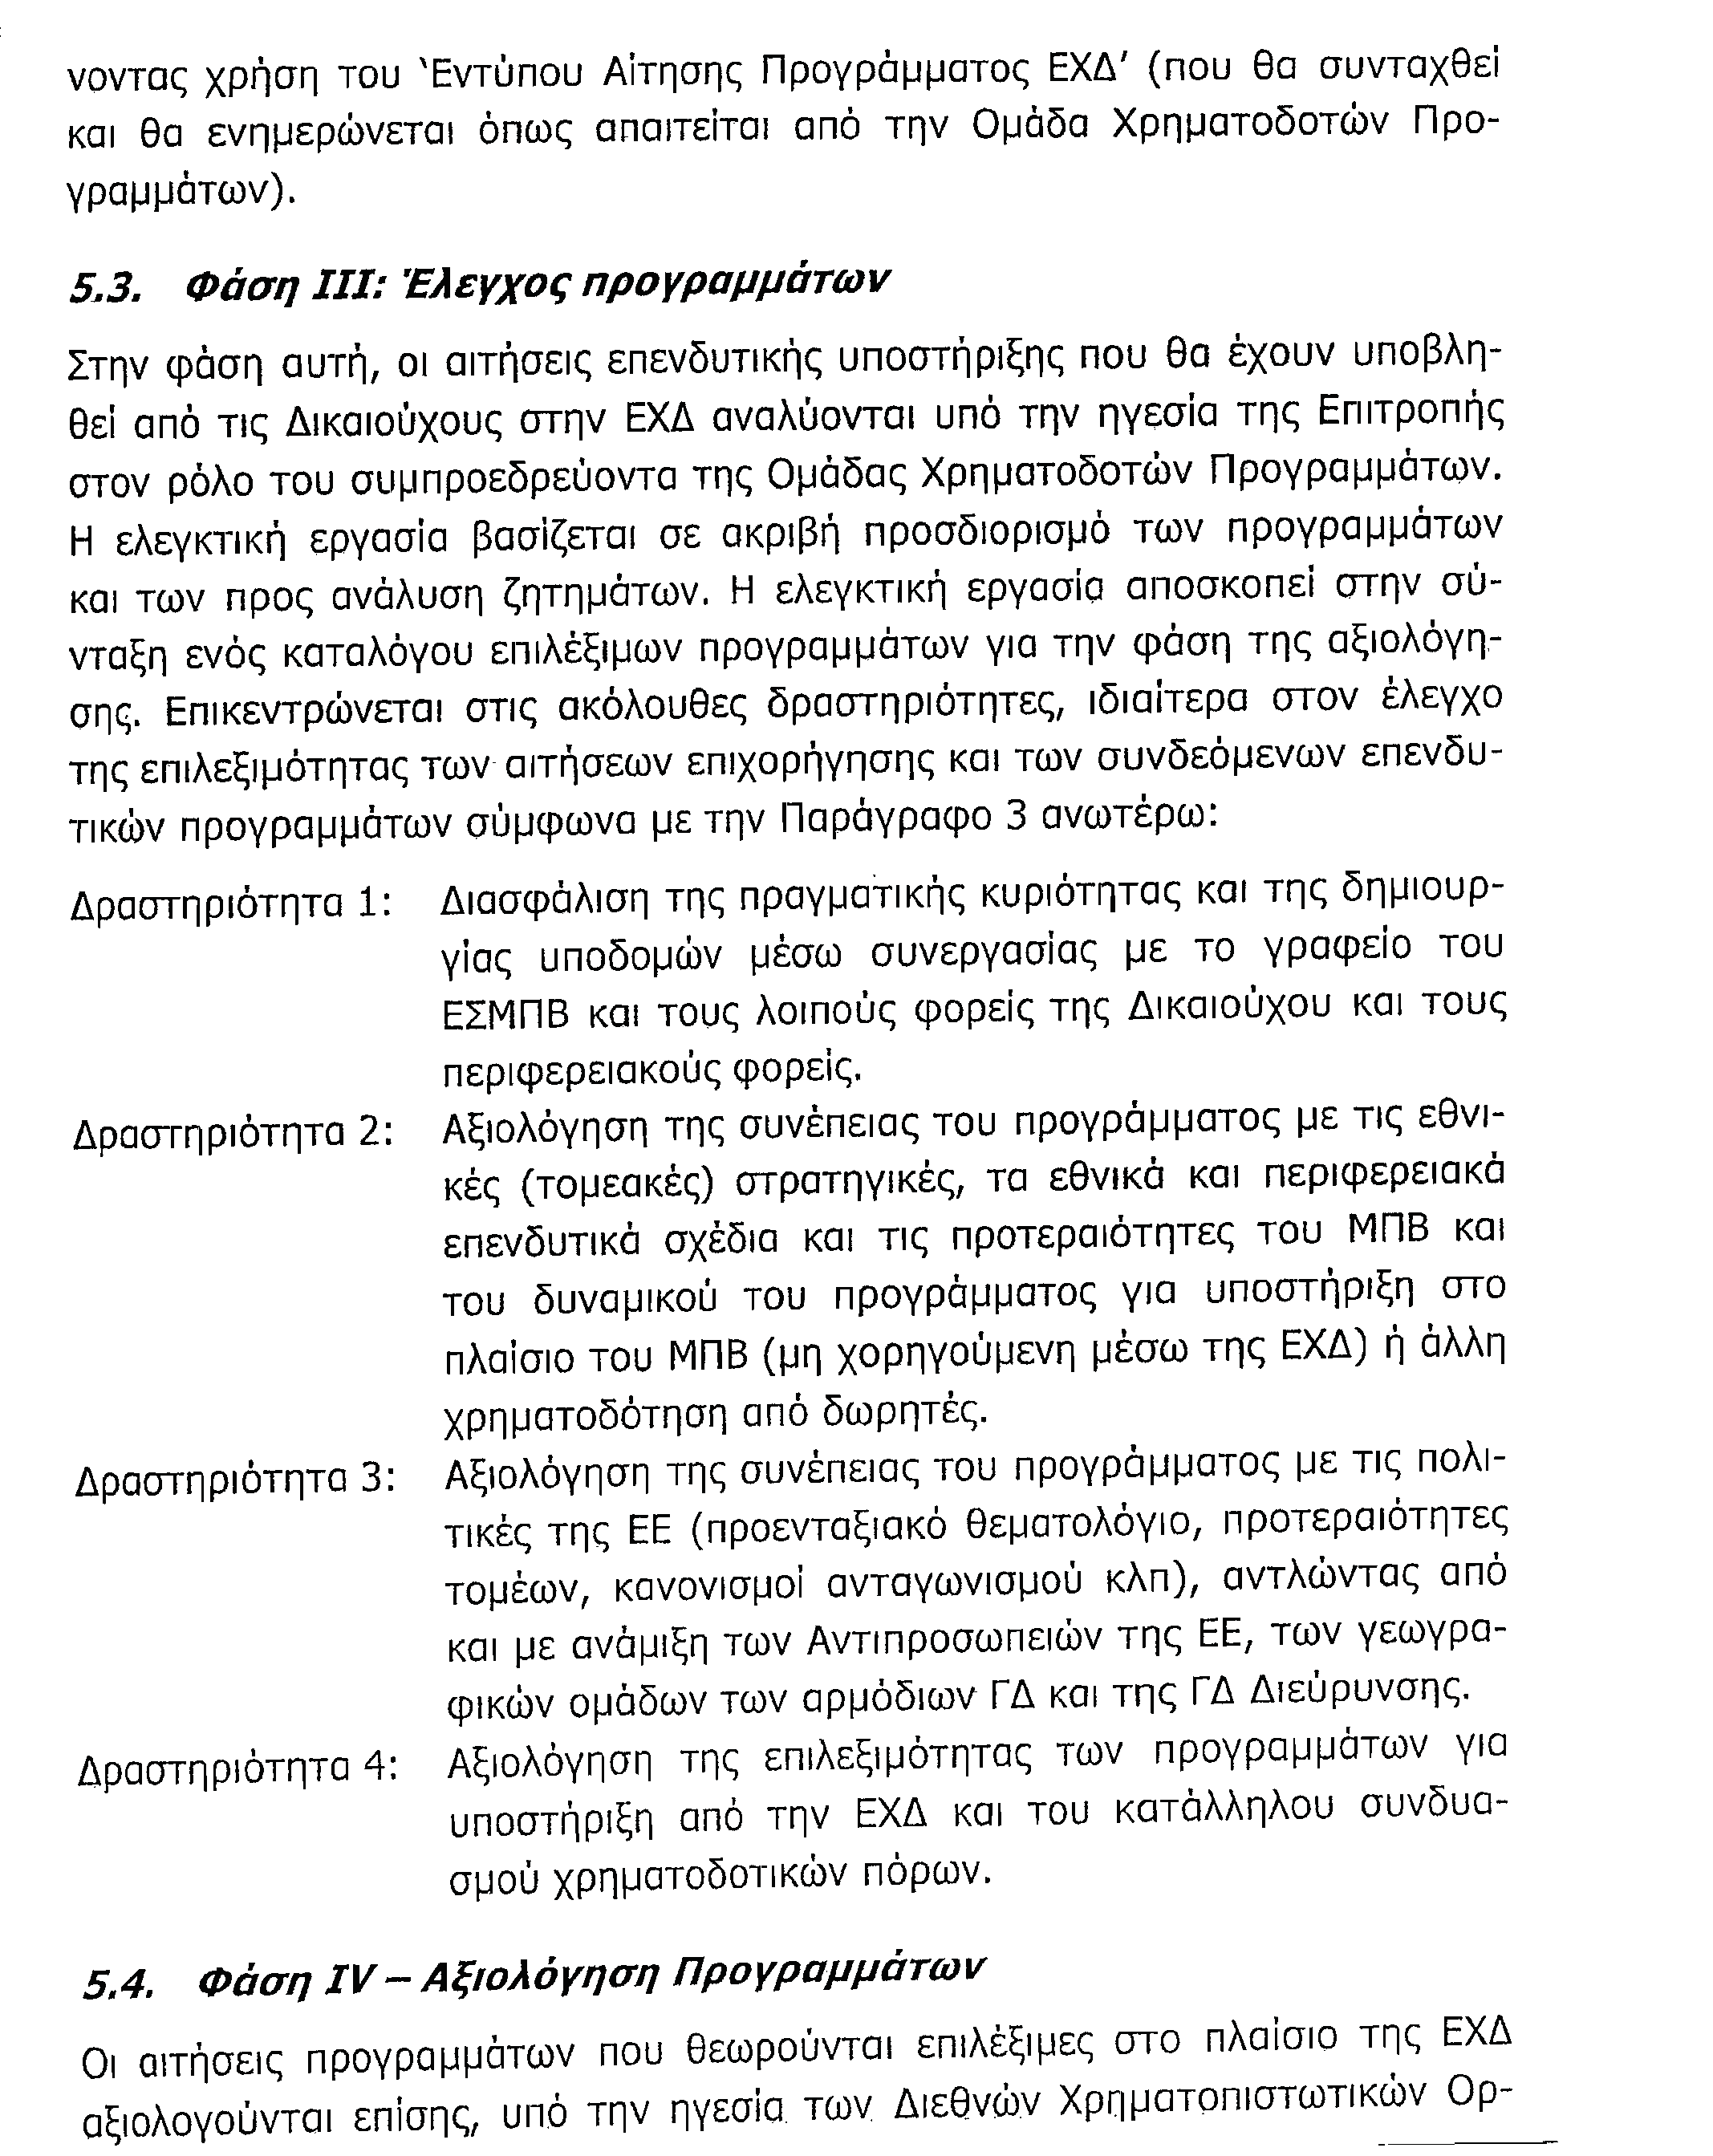 νοντας χρήση του ‛Εντύπου Αίτησης Προγράμματος ΕΧΔ’ (που θα συνταχθεί
και θα ενημερώνεται όπως απαιτείται από την Ομάδα Χρηματοδοτών Προ-
γραμμάτων).
5.3. Φάση III: Έλεγχος προγραμμάτων
Στην φάση αυτή, οι αιτήσεις επενδυτικής υποστήριξης που θα έχουν υποβλη-
θεί από τις Δικαιούχους στην ΕΧΔ αναλύονται υπό την ηγεσία της Επιτροπής
στον ρόλο του συμπροεδρεύοντα της Ομάδας Χρηματοδοτών Προγραμμάτων.
Η ελεγκτική εργασία βασίζεται σε ακριβή προσδιορισμό των προγραμμάτων
και των προς ανάλυση ζητημάτων. Η ελεγκτική εργασία αποσκοπεί στην σύ-
νταξη ενός καταλόγου επιλέξιμων προγραμμάτων για την φάση της αξιολόγη-
σης. Επικεντρώνεται στις ακόλουθες δραστηριότητες, ιδιαίτερα στον έλεγχο
της επιλεξιμότητας των αιτήσεων επιχορήγησης και των συνδεόμενων επενδυ-
τικών προγραμμάτων σύμφωνα με την Παράγραφο 3 ανωτέρω:
Δραστηριότητα 1: Διασφάλιση της πραγματικής κυριότητας και της δημιουρ-
γίας υποδομών μέσω συνεργασίας με το γραφείο του
ΕΣΜΠΒ και τους λοιπούς φορείς της Δικαιούχου και τους
περιφερειακούς φορείς.
Δραστηριότητα 2: Αξιολόγηση της συνέπειας του προγράμματος με τις εθνι-
κές (τομεακές) στρατηγικές, τα εθνικά και περιφερειακά
επενδυτικά σχέδια και τις προτεραιότητες του ΜΠΒ και
του δυναμικού του προγράμματος για υποστήριξη στο
πλαίσιο του ΜΠΒ (μη χορηγούμενη μέσω της ΕΧΔ) ή άλλη
χρηματοδότηση από δωρητές.
Δραστηριότητα 3: Αξιολόγηση της συνέπειας του προγράμματος με τις πολι-
τικές της ΕΕ (προενταξιακό θεματολόγιο, προτεραιότητες
τομέων, κανονισμοί ανταγωνισμού κλπ), αντλώντας από
και με ανάμιξη των Αντιπροσωπειών της ΕΕ, των γεωγρα-
φικών ομάδων των αρμόδιων ΓΔ και της ΓΔ Διεύρυνσης.
Δραστηριότητα 4: Αξιολόγηση της επιλεξιμότητας των προγραμμάτων για
υποστήριξη από την ΕΧΔ και του κατάλληλου συνδυα-
σμού χρηματοδοτικών πόρων.
5.4. Φάση IV – Αξιολόγηση Προγραμμάτων
Οι αιτήσεις προγραμμάτων που θεωρούνται επιλέξιμες στο πλαίσιο της ΕΧΔ
αξιολογούνται επίσης, υπό την ηγεσία των Διεθνών Χρηματοπιστωτικών Ορ-